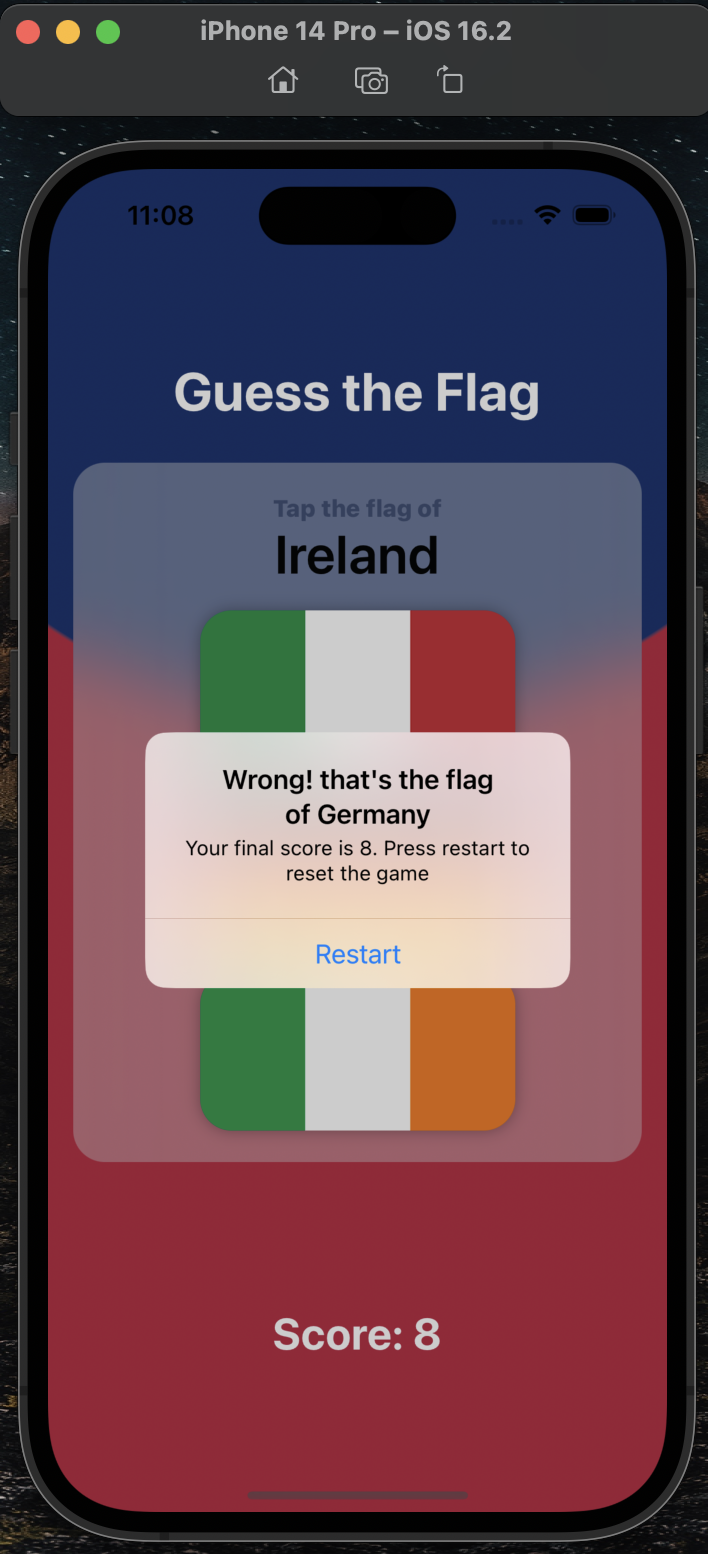 iPhone 14 Pro – iOS 16.2
11:08
Guess the Flag
Tap the flag of
Ireland
Wrong! that's the flag
of Germany
Your final score is 8. Press restart to
reset the game
Restart
Score: 8